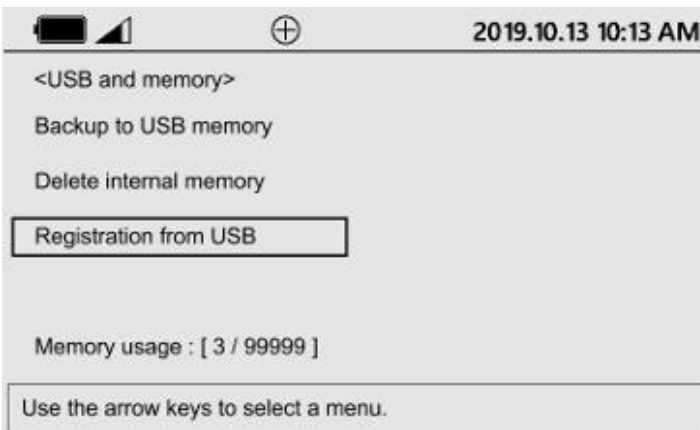 2019.10.13 10:13 AM
<USB and memory>
Backup to USB memory
Delete internal memory
Registration from USB
Memory usage : [ 3 / 99999 ]
Use the arrow keys to select a menu.